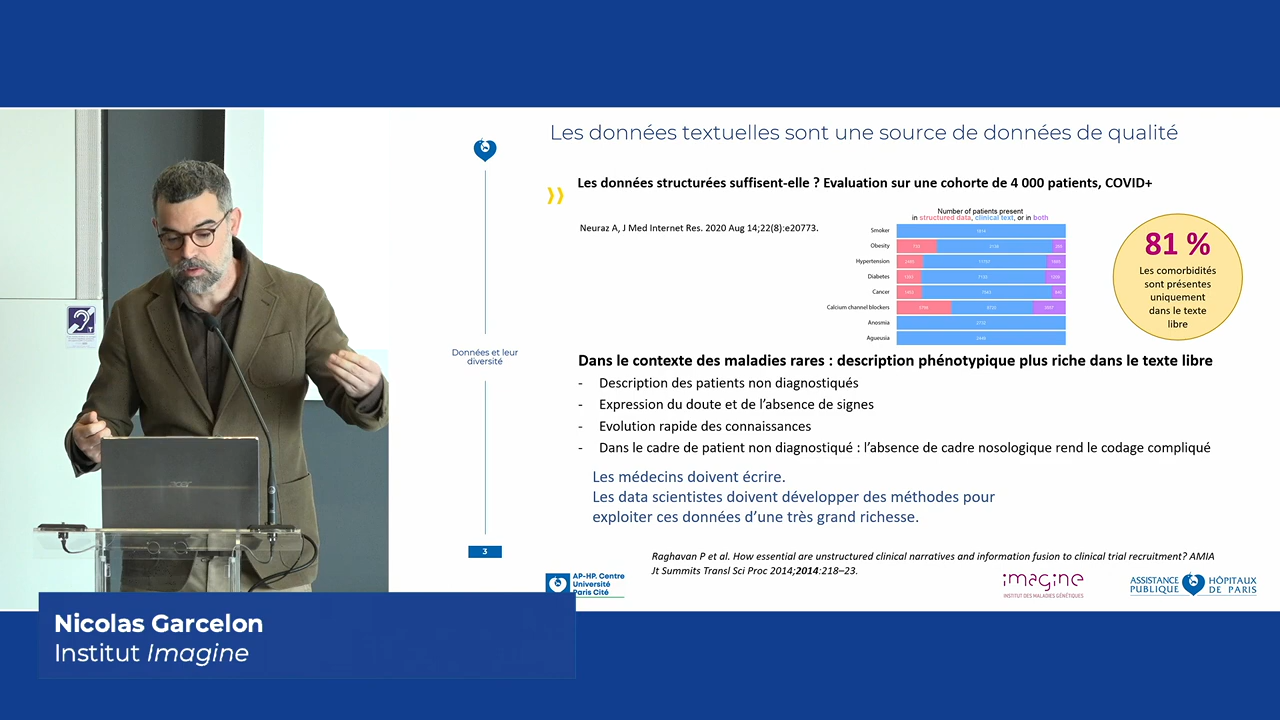 Les données textuelles sont une source de données de qualité
Les données structurées suffisent-elle ? Evaluation sur une cohorte de 4 000 patients, COVID+
Neuraz A, J Med Internet Res. 2020 Aug 14;22(8):e20773.
Number of patients present
in structured data, clinical text, or in both
Smoker
Obesity
Hypertension
Diabetes
Cancer
Calcium channel blockers
Anosmia
Agueusia
81 %
Les comorbidités
sont présentes
uniquement
dans le texte
libre
Données et leur
diversité
Dans le contexte des maladies rares : description phénotypique plus riche dans le texte libre
- Description des patients non diagnostiqués
- Expression du doute et de l’absence de signes
- Evolution rapide des connaissances
- Dans le cadre de patient non diagnostiqué : l’absence de cadre nosologique rend le codage compliqué
Les médecins doivent écrire.
Les data scientistes doivent développer des méthodes pour
exploiter ces données d’une très grand richesse.
3
Raghavan P et al. How essential are unstructured clinical narratives and information fusion to clinical trial recruitment? AMIA
Jt Summits Transl Sci Proc 2014;2014:218–23.
AP-HP. Centre
Université
Paris Cité
imagine
INSTITUT DES MALADIES GÉNÉTIQUES
ASSISTANCE PUBLIQUE
HÔPITAUX DE PARIS
acer
Nicolas Garcelon
Institut Imagine